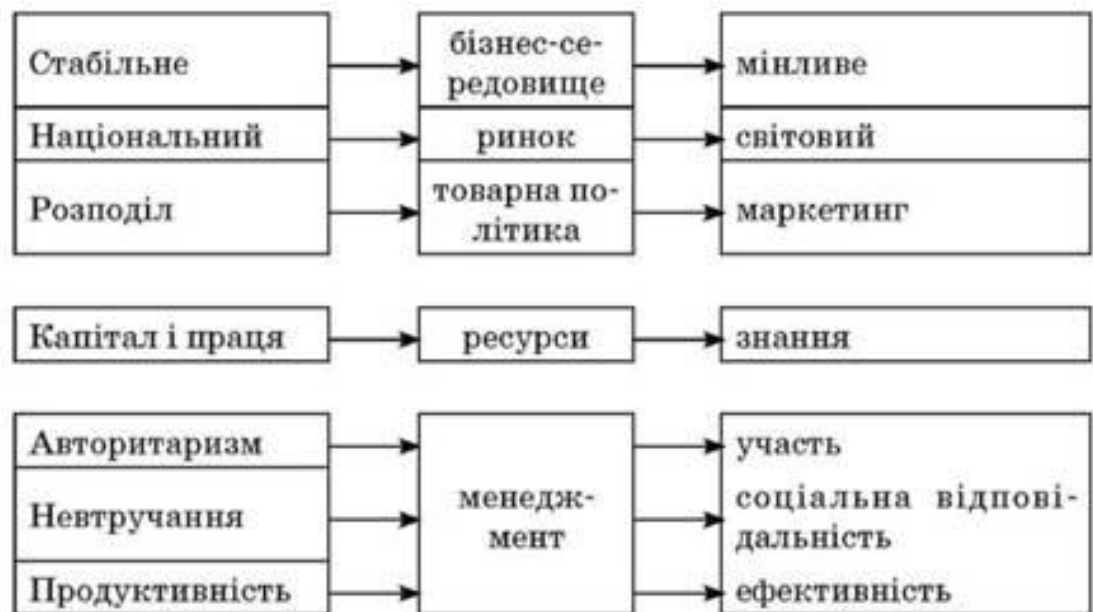 Стабільне
бізнес-се-
редовище
мінливе
Національний
ринок
світовий
Розподіл
товарна по-
літика
маркетинг
Капітал і праця
ресурси
знання
Авторитаризм
участь
Невтручання
менедж-
мент
соціальна відпові-
дальність
Продуктивність
ефективність